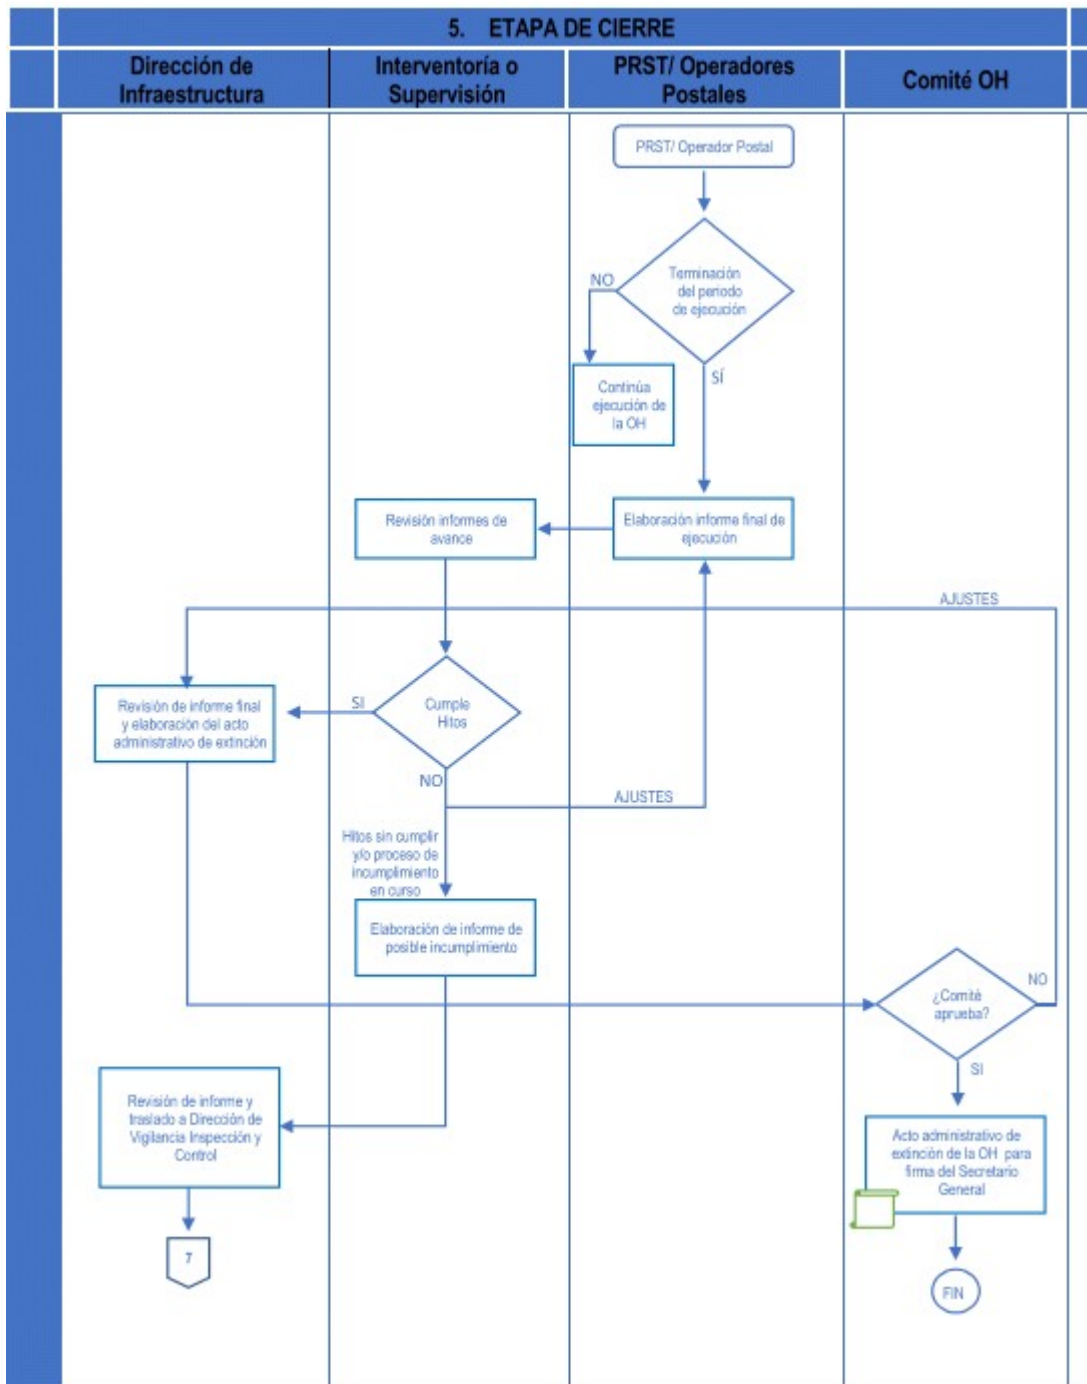 5. ETAPA DE CIERRE
Dirección de
Infraestructura
Interventoría o
Supervisión
PRST/ Operadores
Postales
Comité OH
PRST/ Operador Postal
Terminación
del periodo
de ejecución
NO
SÍ
Continúa
ejecución de
la OH
Revisión informes de
avance
Elaboración informe final de
ejecución
AJUSTES
Revisión de informe final
y elaboración del acto
administrativo de extinción
SI
Cumple
Hitos
NO
AJUSTES
Hitos sin cumplir
y/o proceso de
incumplimiento
en curso
Elaboración de informe de
posible incumplimiento
¿Comité
aprueba?
NO
SI
Revisión de informe y
traslado a Dirección de
Vigilancia Inspección y
Control
Acto administrativo de
extinción de la OH para
firma del Secretario
General
7
FIN